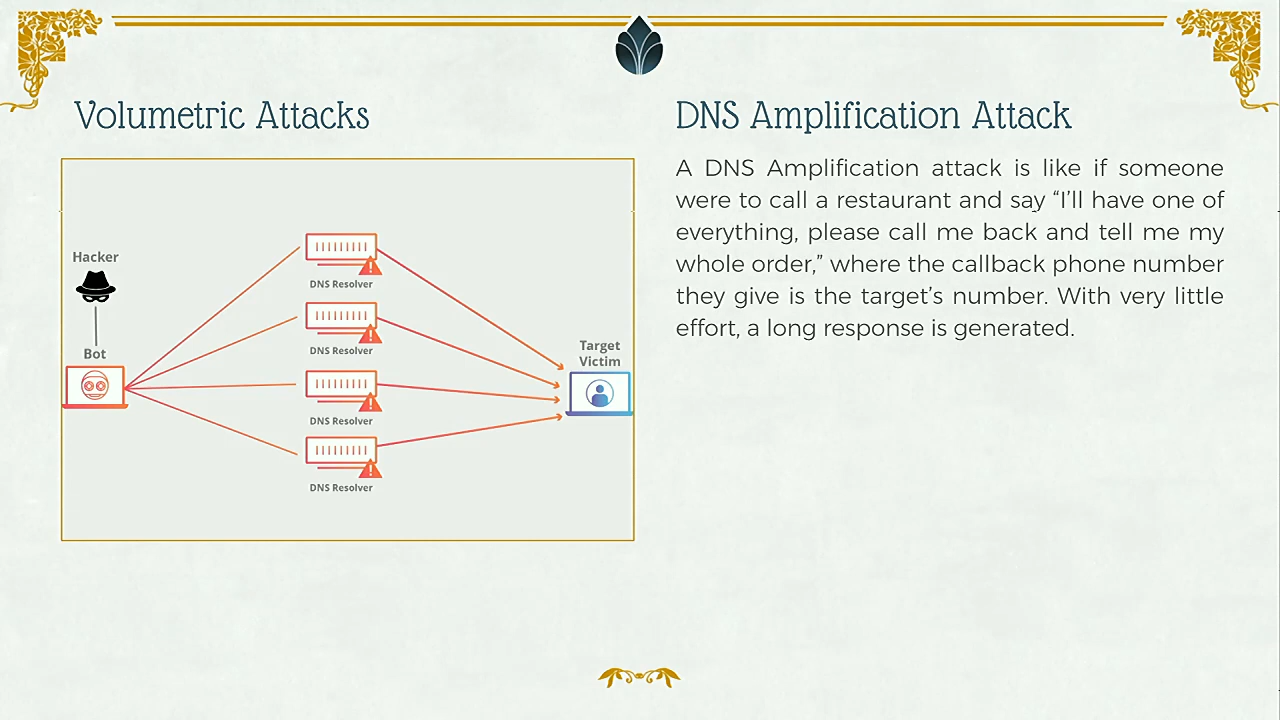 Volumetric Attacks
Hacker
Bot
DNS Resolver
DNS Resolver
DNS Resolver
DNS Resolver
Target
Victim
DNS Amplification Attack
A DNS Amplification attack is like if someone
were to call a restaurant and say “I’ll have one of
everything, please call me back and tell me my
whole order,” where the callback phone number
they give is the target’s number. With very little
effort, a long response is generated.